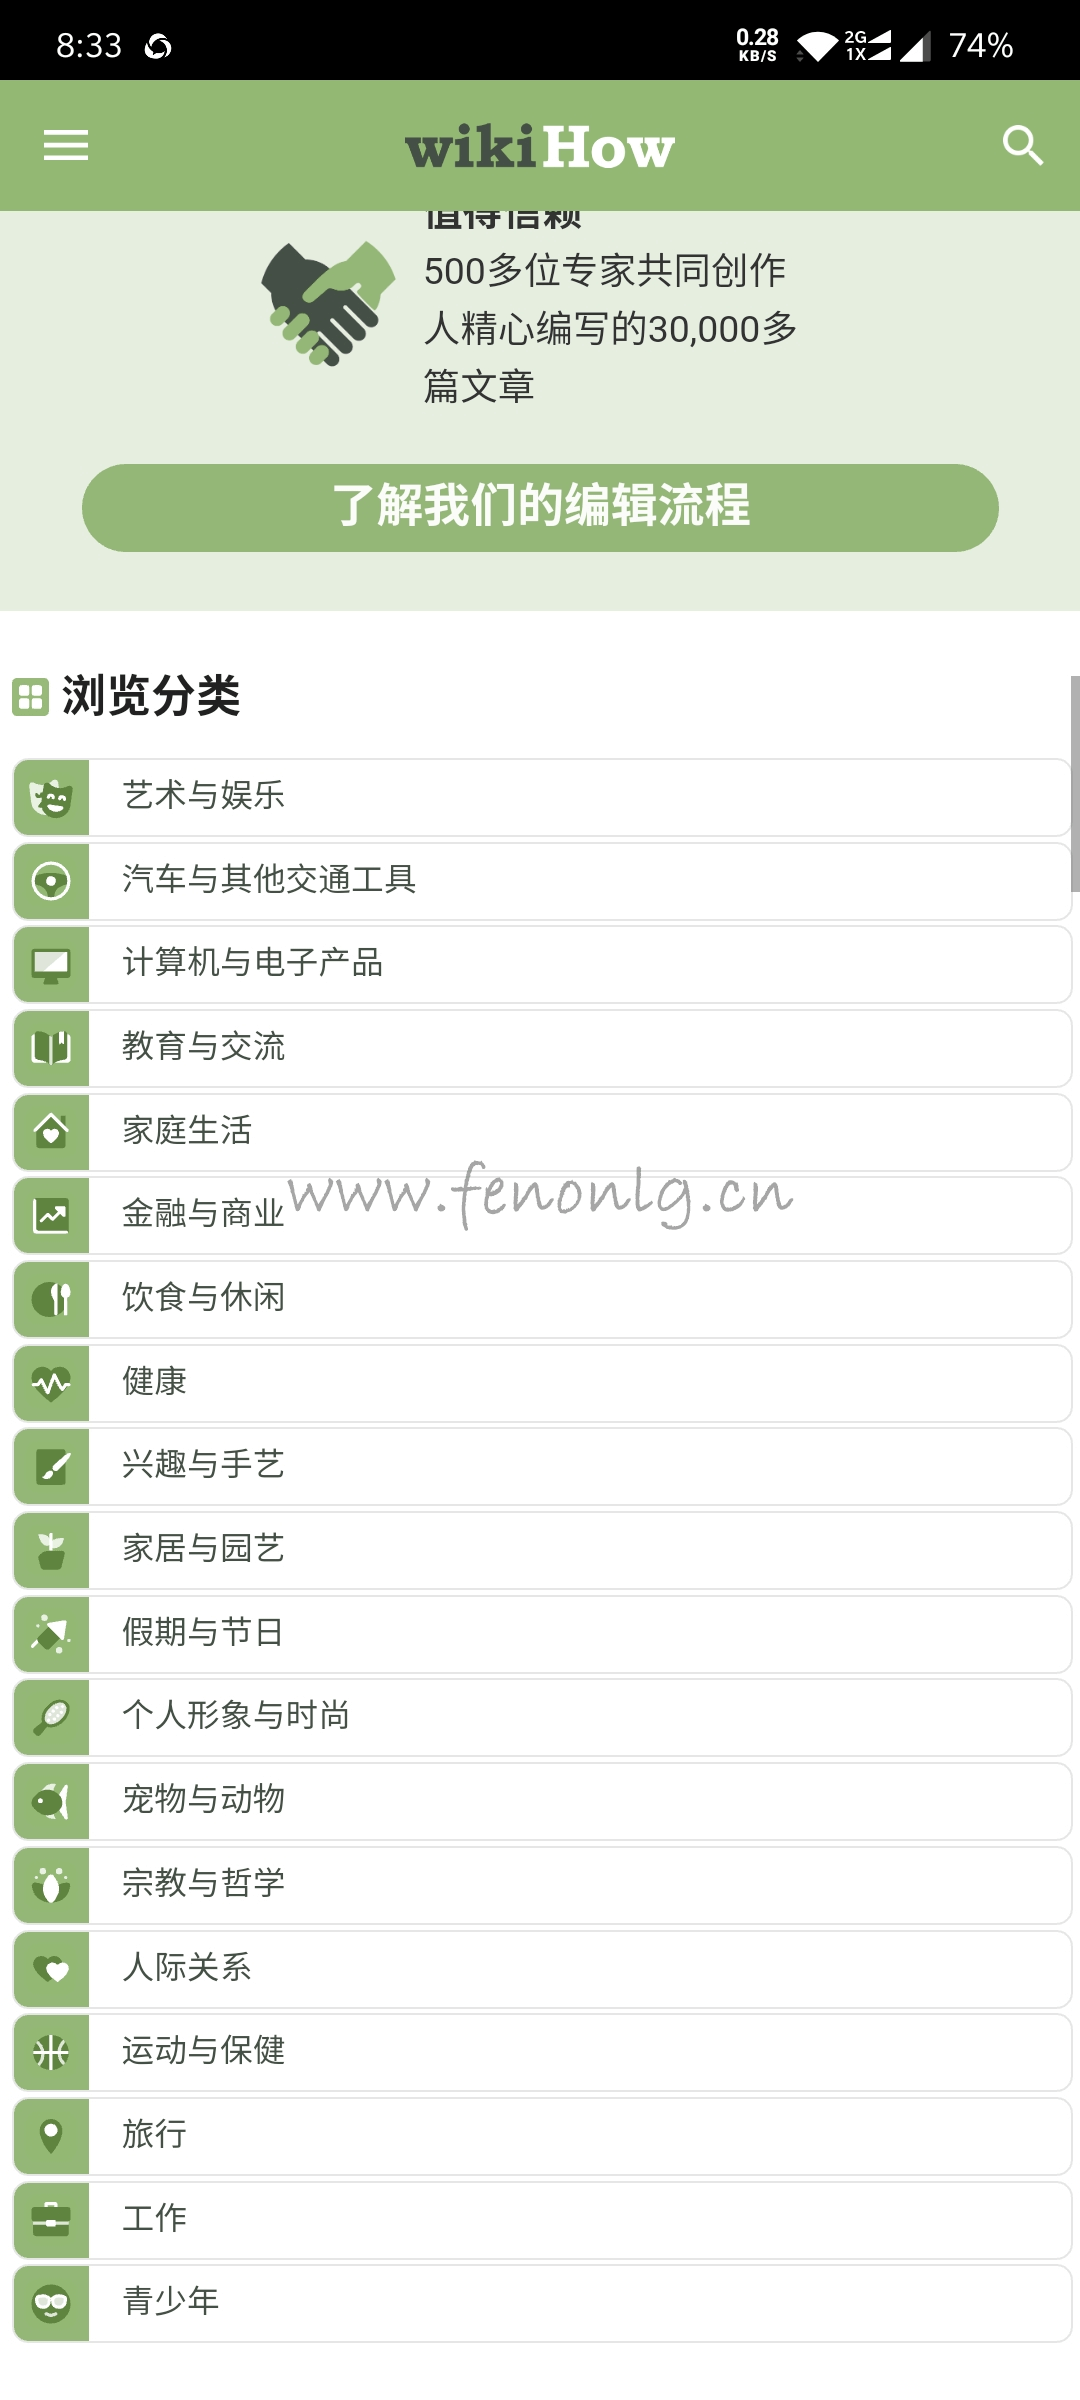 8:33
0.28
KB/S
2G
1X
74%
wikiHow
值得信赖
500多位专家共同创作
人精心编写的30,000多
篇文章
了解我们的编辑流程
浏览分类
艺术与娱乐
汽车与其他交通工具
计算机与电子产品
教育与交流
家庭生活
金融与商业
www.fenonlg.cn
饮食与休闲
健康
兴趣与手艺
家居与园艺
假期与节日
个人形象与时尚
宠物与动物
宗教与哲学
人际关系
运动与保健
旅行
工作
青少年